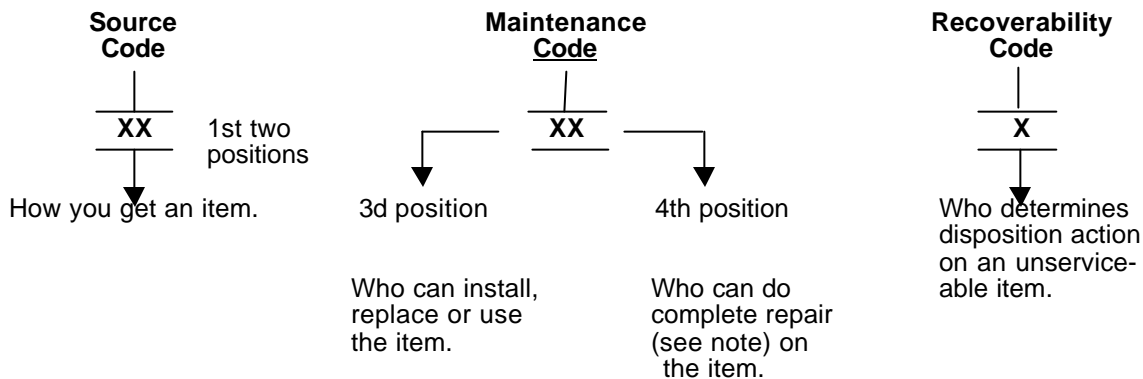 Source
Code
XX
1st two
positions
How you get an item.
Maintenance
Code
XX
3d position
4th position
Who can install,
replace or use
the item.
Who can do
complete repair
(see note) on
the item.
Recoverability
Code
X
Who determines
disposition action
on an unservice-
able item.